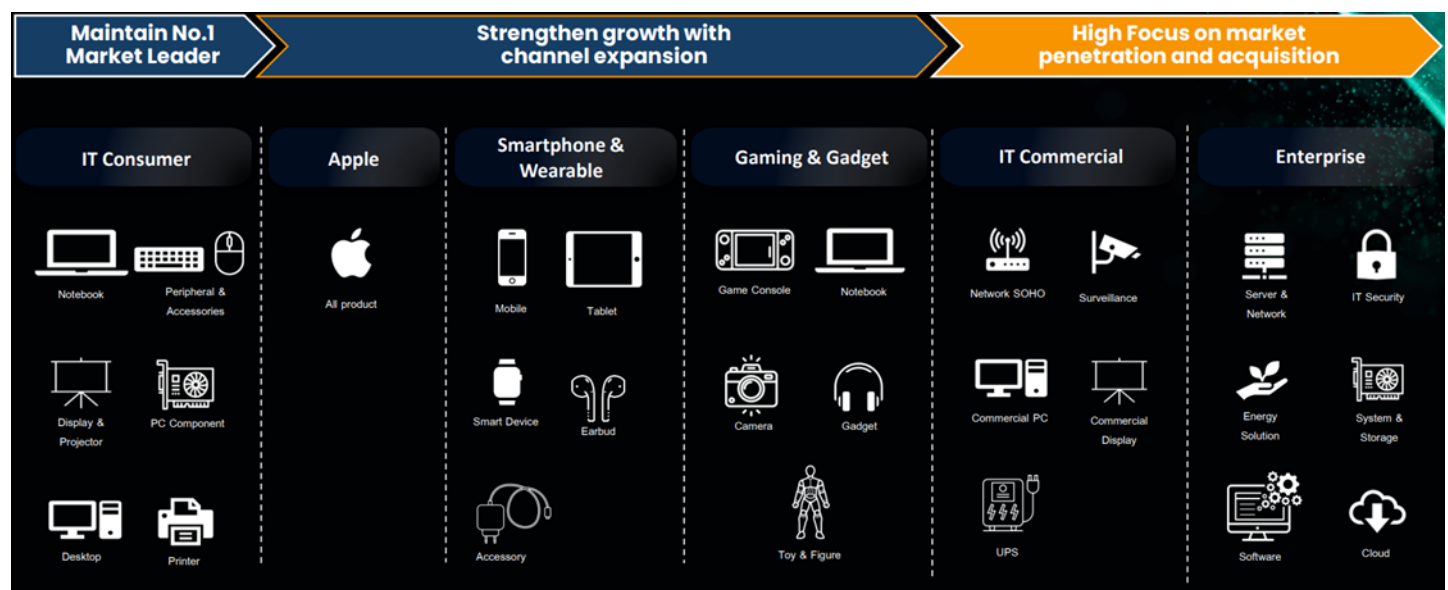 Maintain No.1
Market Leader
Strengthen growth with
channel expansion
High Focus on market
penetration and acquisition
IT Consumer
Apple
Smartphone &
Wearable
Gaming & Gadget
IT Commercial
Enterprise
Notebook
Peripheral &
Accessories
Display &
Projector
PC Component
Desktop
Printer
All product
Mobile
Tablet
Smart Device
Earbud
Accessory
Game Console
Notebook
Camera
Gadget
Toy & Figure
Network SOHO
Surveillance
Commercial PC
Commercial
Display
UPS
Server &
Network
IT Security
Energy
Solution
System &
Storage
Software
Cloud